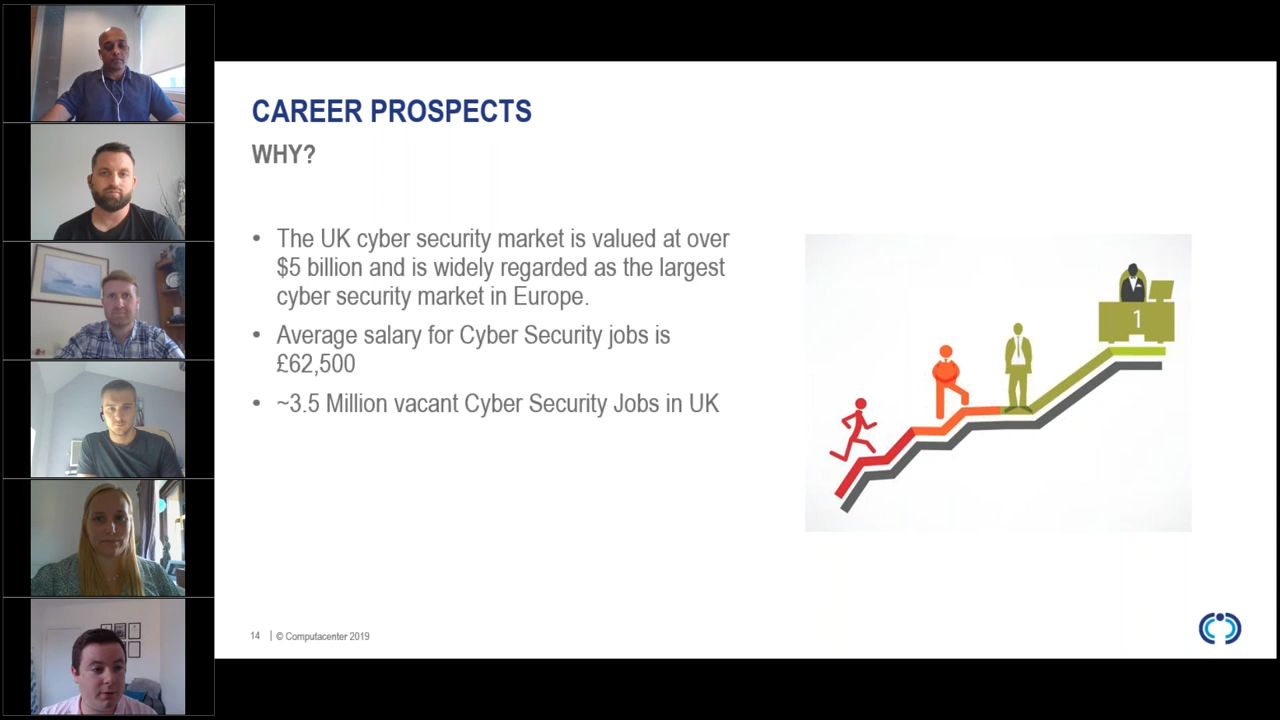 CAREER PROSPECTS
WHY?
• The UK cyber security market is valued at over
$5 billion and is widely regarded as the largest
cyber security market in Europe.
• Average salary for Cyber Security jobs is
£62,500
• ~3.5 Million vacant Cyber Security Jobs in UK
1
14 | © Computacenter 2019